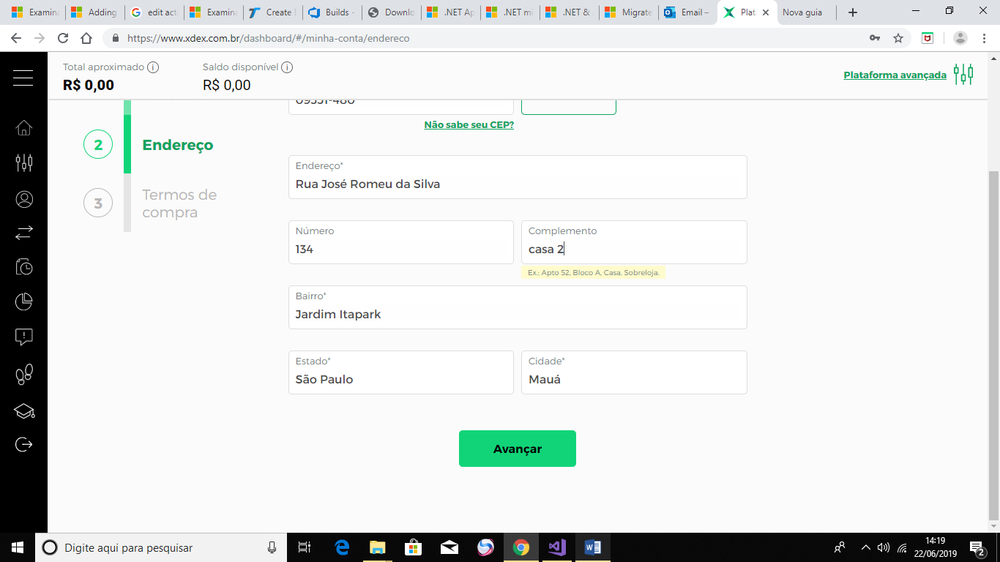 Examina
Adding
edit act
Examina
Create
Builds -
Downlo
.NET Ap
.NET m
.NET &
Migrate
Email –
Plat
Nova guia
https://www.xdex.com.br/dashboard/#/minha-conta/endereco
Total aproximado
Saldo disponível
R$ 0,00
R$ 0,00
Plataforma avançada
09351-480
Não sabe seu CEP?
2
Endereço
3
Termos de
compra
Endereço*
Rua José Romeu da Silva
Número
134
Complemento
casa 2
Ex.: Apto 52, Bloco A, Casa, Sobreloja.
Bairro*
Jardim Itapark
Estado*
São Paulo
Cidade*
Mauá
Avançar
Digite aqui para pesquisar
14:19
22/06/2019
2